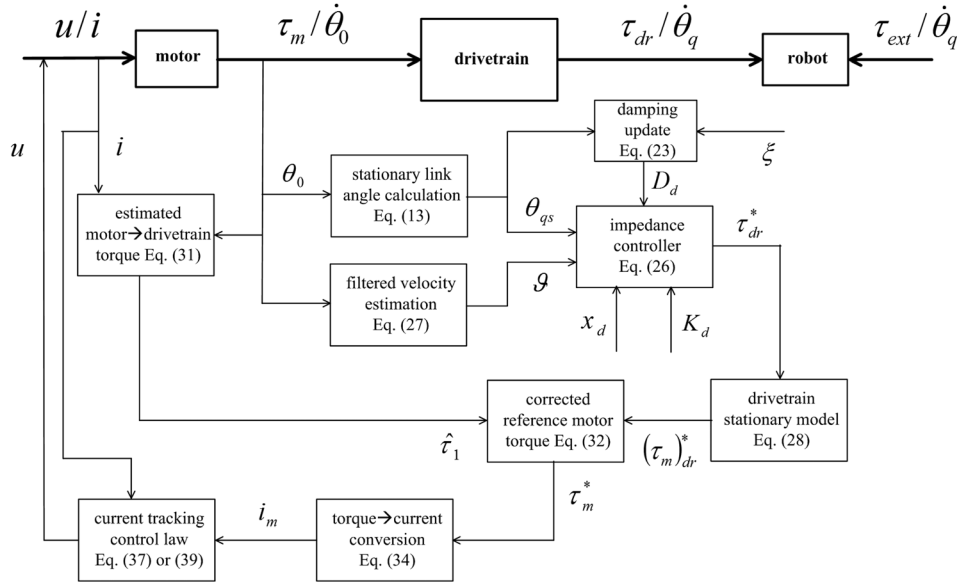 u/i
motor
τ_m/θ̇_0
drivetrain
τ_dr/θ̇_q
robot
τ_ext/θ̇_q
u
i
θ_0
stationary link
angle calculation
Eq. (13)
damping
update
Eq. (23)
ξ
D_d
θ_qs
estimated
motor→drivetrain
torque Eq. (31)
impedance
controller
Eq. (26)
τ*_dr
filtered velocity
estimation
Eq. (27)
ϑ
x_d
K_d
corrected
reference motor
torque Eq. (32)
drivetrain
stationary model
Eq. (28)
τ̂_1
(τ_m)*_dr
τ*_m
current tracking
control law
Eq. (37) or (39)
i_m
torque→current
conversion
Eq. (34)